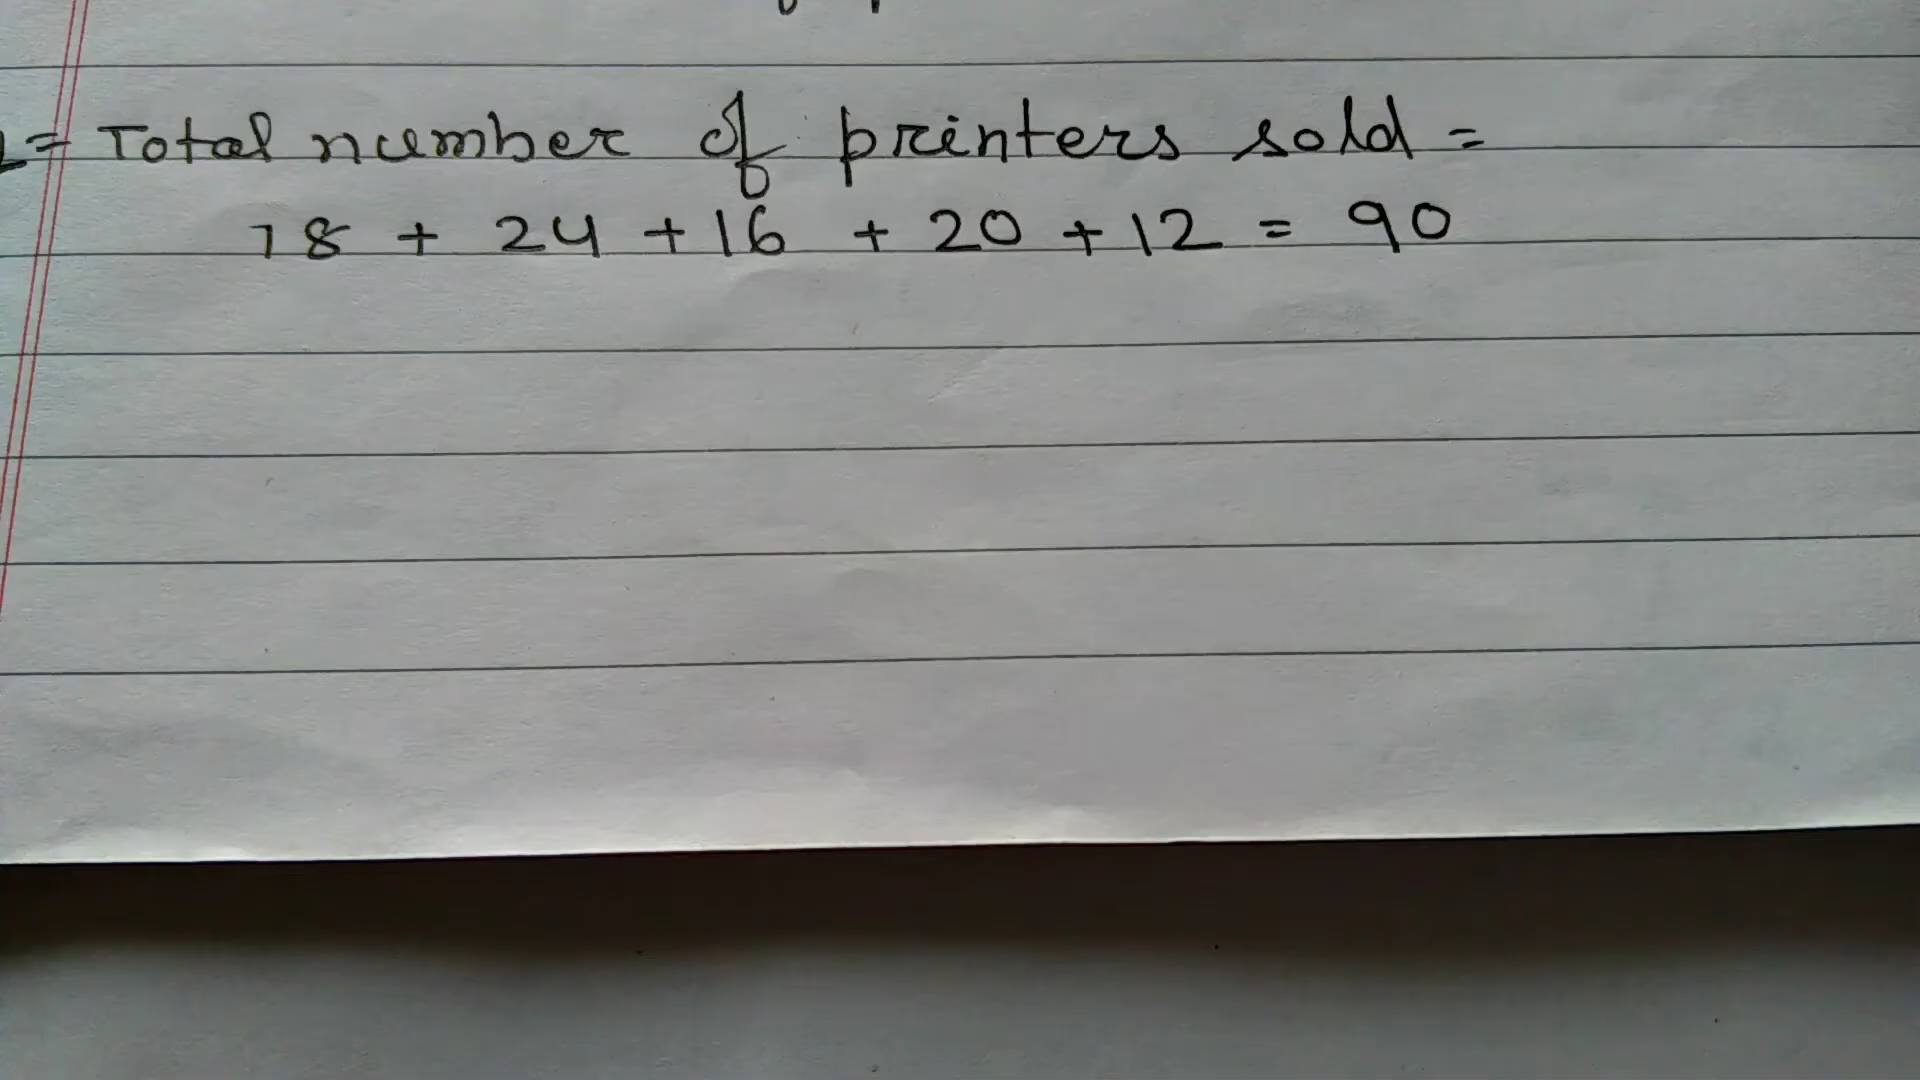 = Total number of printers sold =
18 + 24 + 16 + 20 + 12 = 90